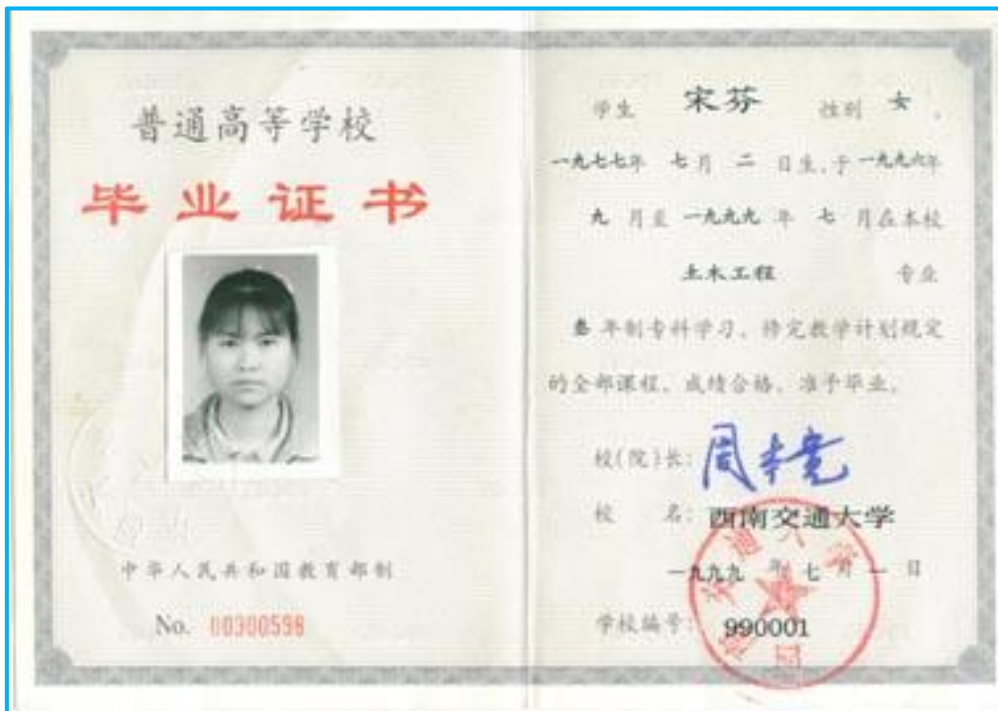 普通高等学校
毕业证书
中华人民共和国教育部制
No. 00300598
学生 宋芬 性别 女,
一九七七年 七月 二 日生,于一九九六年
九 月至 一九九九 年 七 月在本校
土木工程 专业
叁 年制专科学习,修完教学计划规定
的全部课程,成绩合格,准予毕业。
校(院)长:
校 名: 西南交通大学
一九九九 年 七 月 一 日
学校编号: 990001